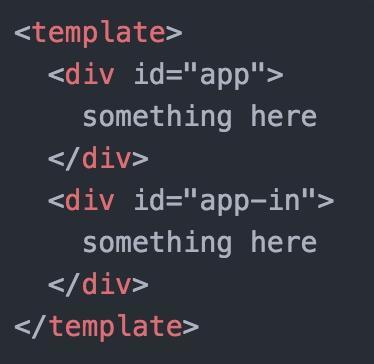 <template>
  <div id="app">
    something here
  </div>
  <div id="app-in">
    something here
  </div>
</template>